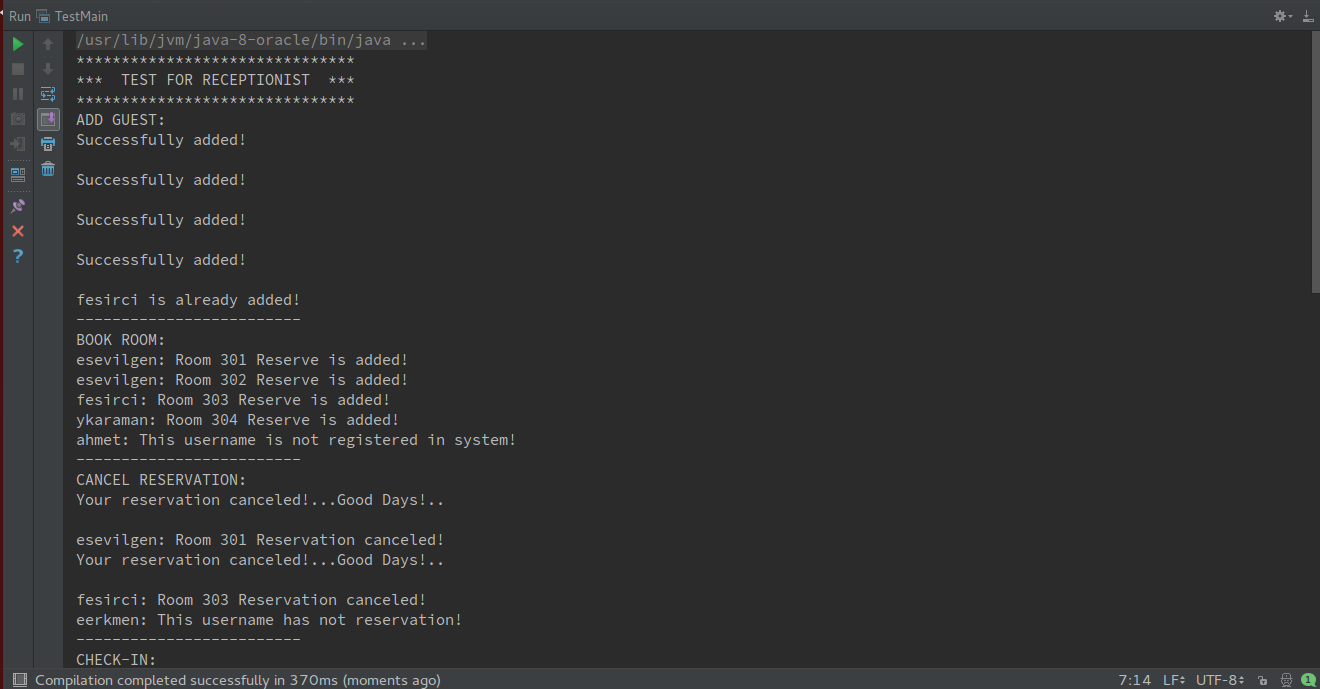 Run TestMain
/usr/lib/jvm/java-8-oracle/bin/java ...
*******************************
***  TEST FOR RECEPTIONIST  ***
*******************************
ADD GUEST:
Successfully added!
Successfully added!
Successfully added!
Successfully added!
fesirci is already added!
-------------------------
BOOK ROOM:
esevilgen: Room 301 Reserve is added!
esevilgen: Room 302 Reserve is added!
fesirci: Room 303 Reserve is added!
ykaraman: Room 304 Reserve is added!
ahmet: This username is not registered in system!
-------------------------
CANCEL RESERVATION:
Your reservation canceled!...Good Days!..
esevilgen: Room 301 Reservation canceled!
Your reservation canceled!...Good Days!..
fesirci: Room 303 Reservation canceled!
eerkmen: This username has not reservation!
-------------------------
CHECK-IN:
Compilation completed successfully in 370ms (moments ago) 7:14 LF UTF-8 1